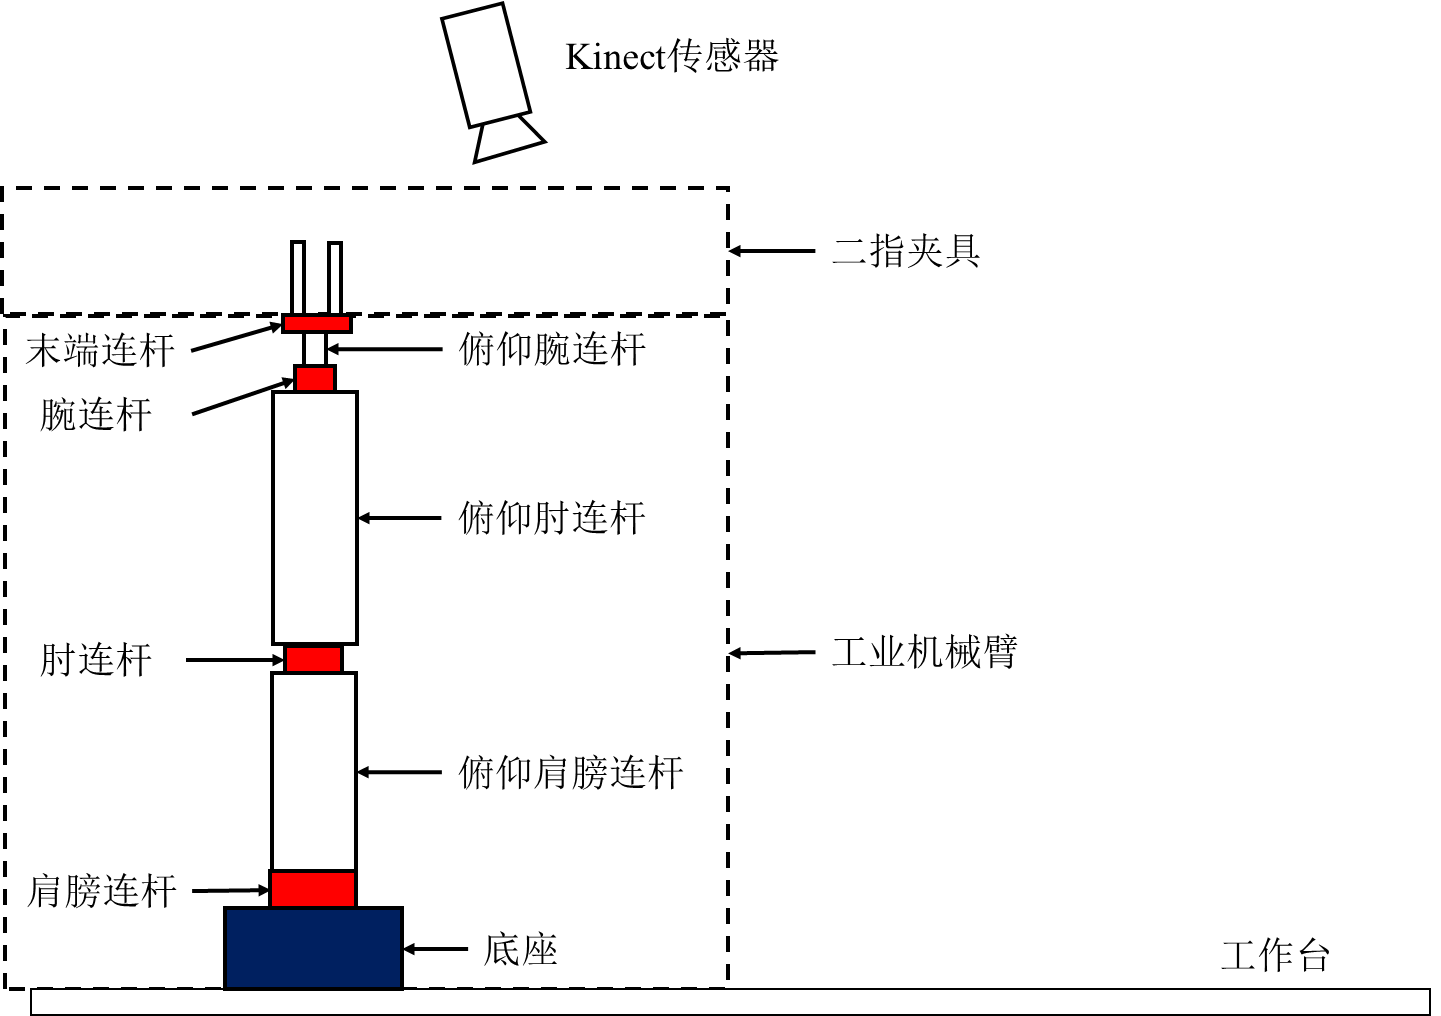 Kinect传感器
二指夹具
末端连杆
俯仰腕连杆
腕连杆
俯仰肘连杆
肘连杆
工业机械臂
俯仰肩膀连杆
肩膀连杆
底座
工作台